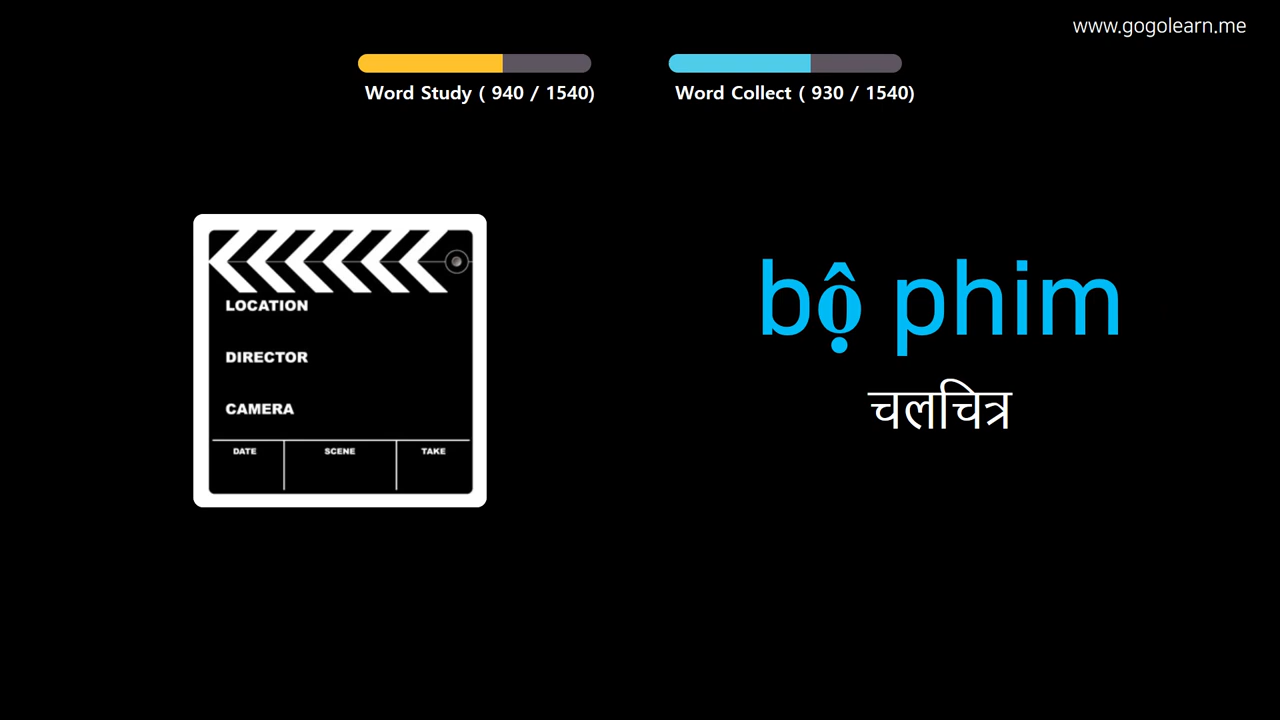 www.gogolearn.me
Word Study ( 940 / 1540)
Word Collect ( 930 / 1540)
LOCATION
DIRECTOR
CAMERA
DATE SCENE TAKE
bộ phim
चलचित्र